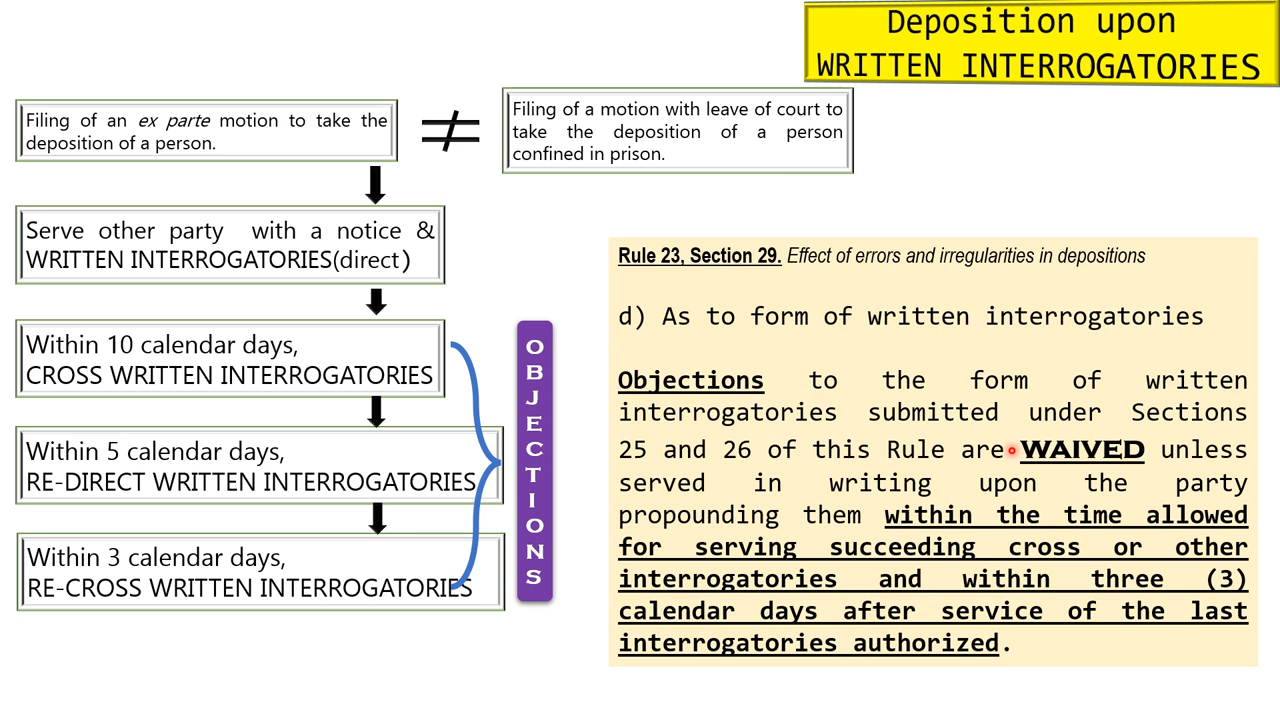 Deposition upon
WRITTEN INTERROGATORIES
Filing of an ex parte motion to take the
deposition of a person.
≠
Filing of a motion with leave of court to
take the deposition of a person
confined in prison.
Serve other party with a notice &
WRITTEN INTERROGATORIES(direct)
Within 10 calendar days,
CROSS WRITTEN INTERROGATORIES
Within 5 calendar days,
RE-DIRECT WRITTEN INTERROGATORIES
Within 3 calendar days,
RE-CROSS WRITTEN INTERROGATORIES
OBJECTIONS
Rule 23, Section 29. Effect of errors and irregularities in depositions
d) As to form of written interrogatories
Objections to the form of written
interrogatories submitted under Sections
25 and 26 of this Rule are WAIVED unless
served in writing upon the party
propounding them within the time allowed
for serving succeeding cross or other
interrogatories and within three (3)
calendar days after service of the last
interrogatories authorized.